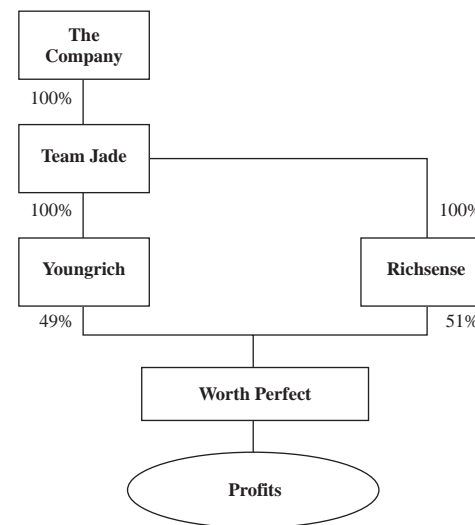 The
Company
100%
Team Jade
100%
100%
Youngrich
Richsense
49%
51%
Worth Perfect
Profits